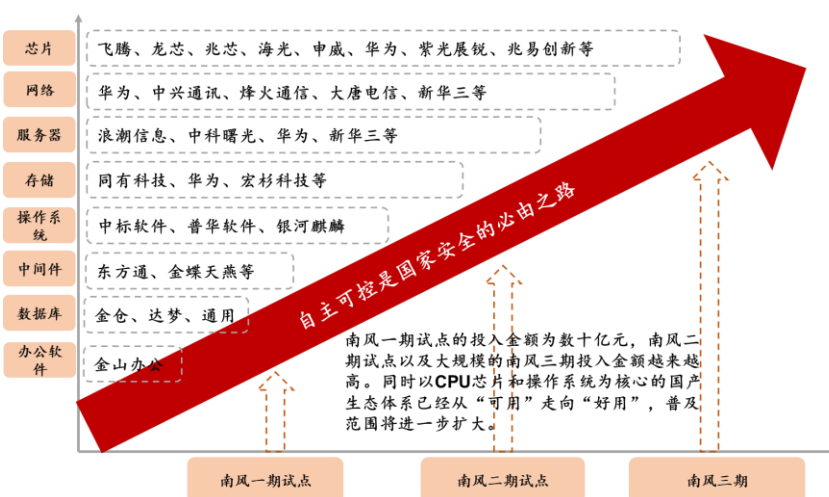 芯片
飞腾、龙芯、兆芯、海光、申威、华为、紫光展锐、兆易创新等
网络
华为、中兴通讯、烽火通信、大唐电信、新华三等
服务器
浪潮信息、中科曙光、华为、新华三等
存储
同有科技、华为、宏杉科技等
操作系
统
中标软件、普华软件、银河麒麟
中间件
东方通、金蝶天燕等
数据库
金仓、达梦、通用
办公软
件
金山办公
自主可控是国家安全的必由之路
南风一期试点的投入金额为数十亿元，南风二
期试点以及大规模的南风三期投入金额越来越
高。同时以CPU芯片和操作系统为核心的国产
生态体系已经从“可用”走向“好用”，普及
范围将进一步扩大。
南风一期试点
南风二期试点
南风三期